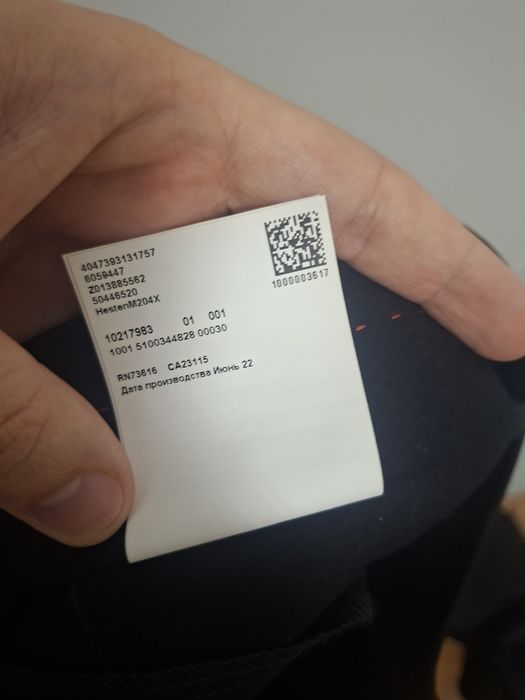 4047393131757
6059447
Z013885562
50446520
HestenM204X
1000003617
10217983 01 001
1001 5100344828 00030
RN73616 CA23115
Дата производства Июнь 22